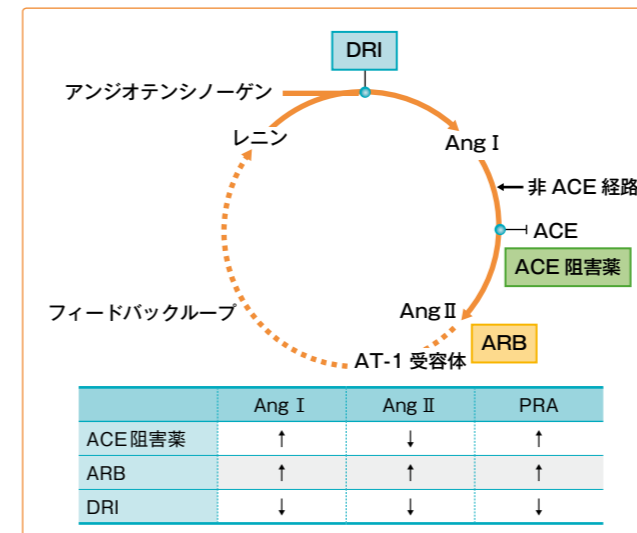 DRI
アンジオテンシノーゲン
レニン
Ang Ⅰ
非 ACE 経路
ACE
ACE 阻害薬
Ang Ⅱ
フィードバックループ
ARB
AT-1 受容体
Ang Ⅰ Ang Ⅱ PRA
ACE阻害薬 ↑ ↓ ↑
ARB ↑ ↑ ↑
DRI ↓ ↓ ↓